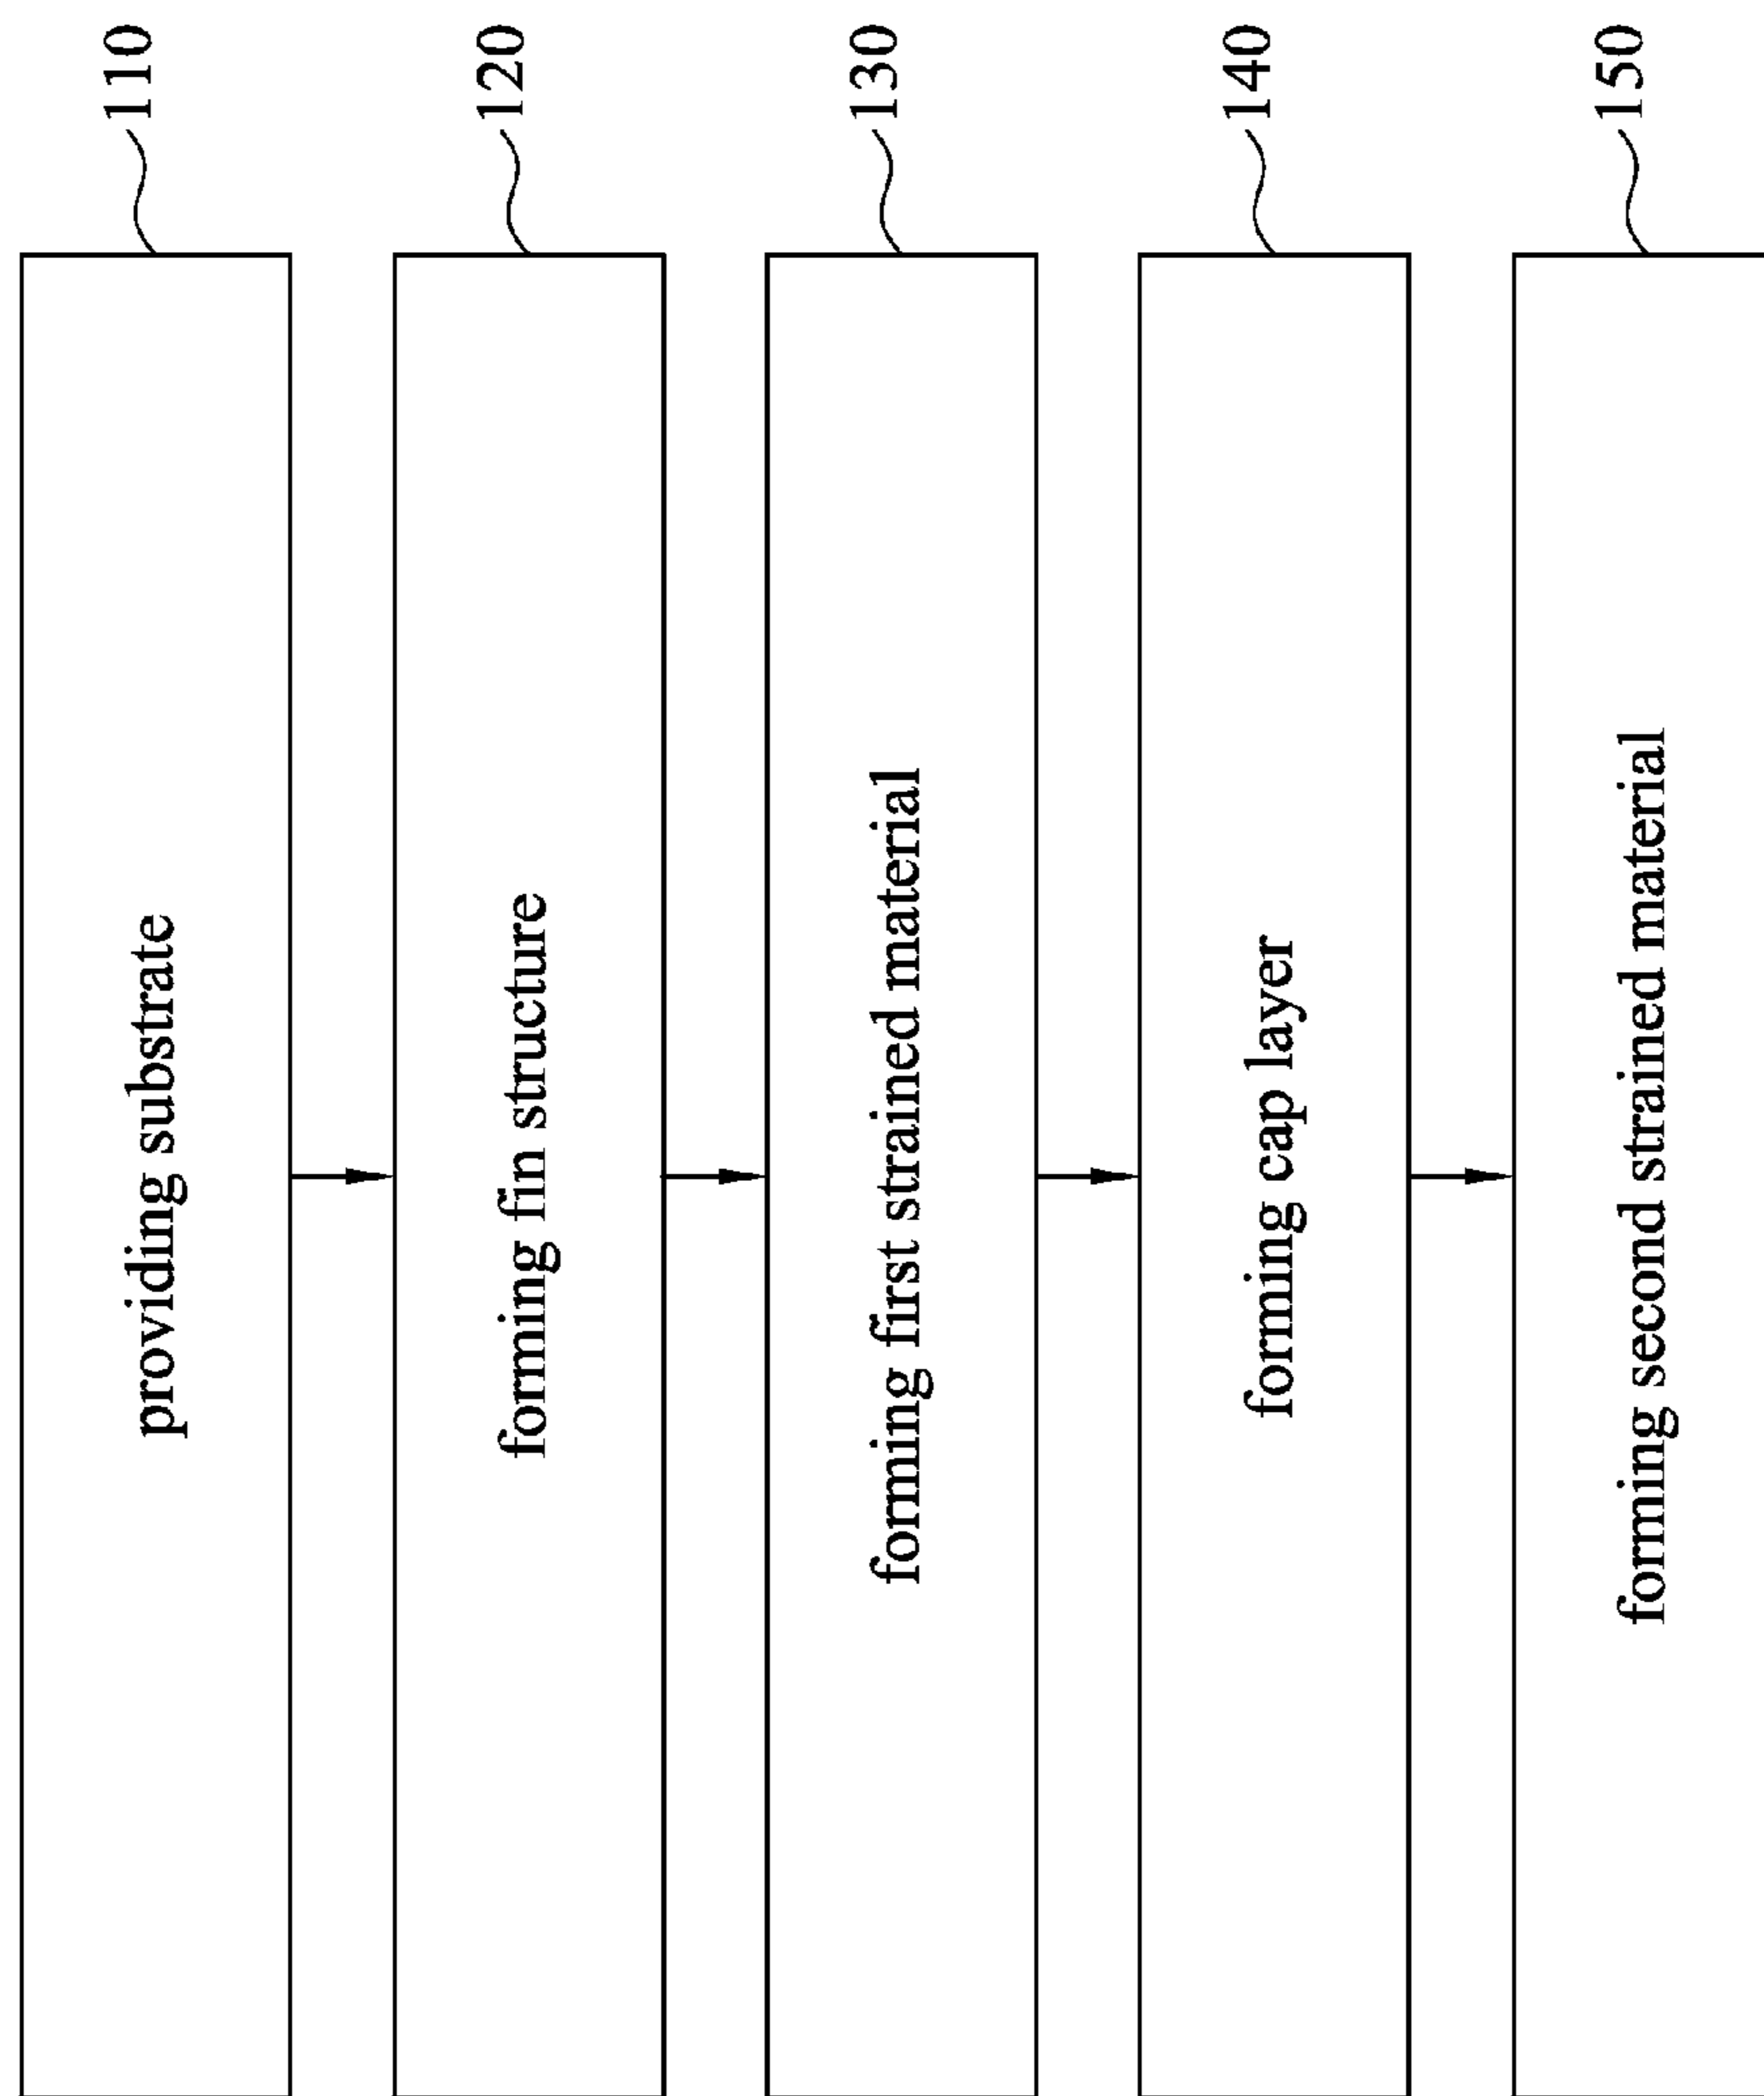 providing substrate
110
forming fin structure
120
forming first strained material
130
forming cap layer
140
forming second strained material
150